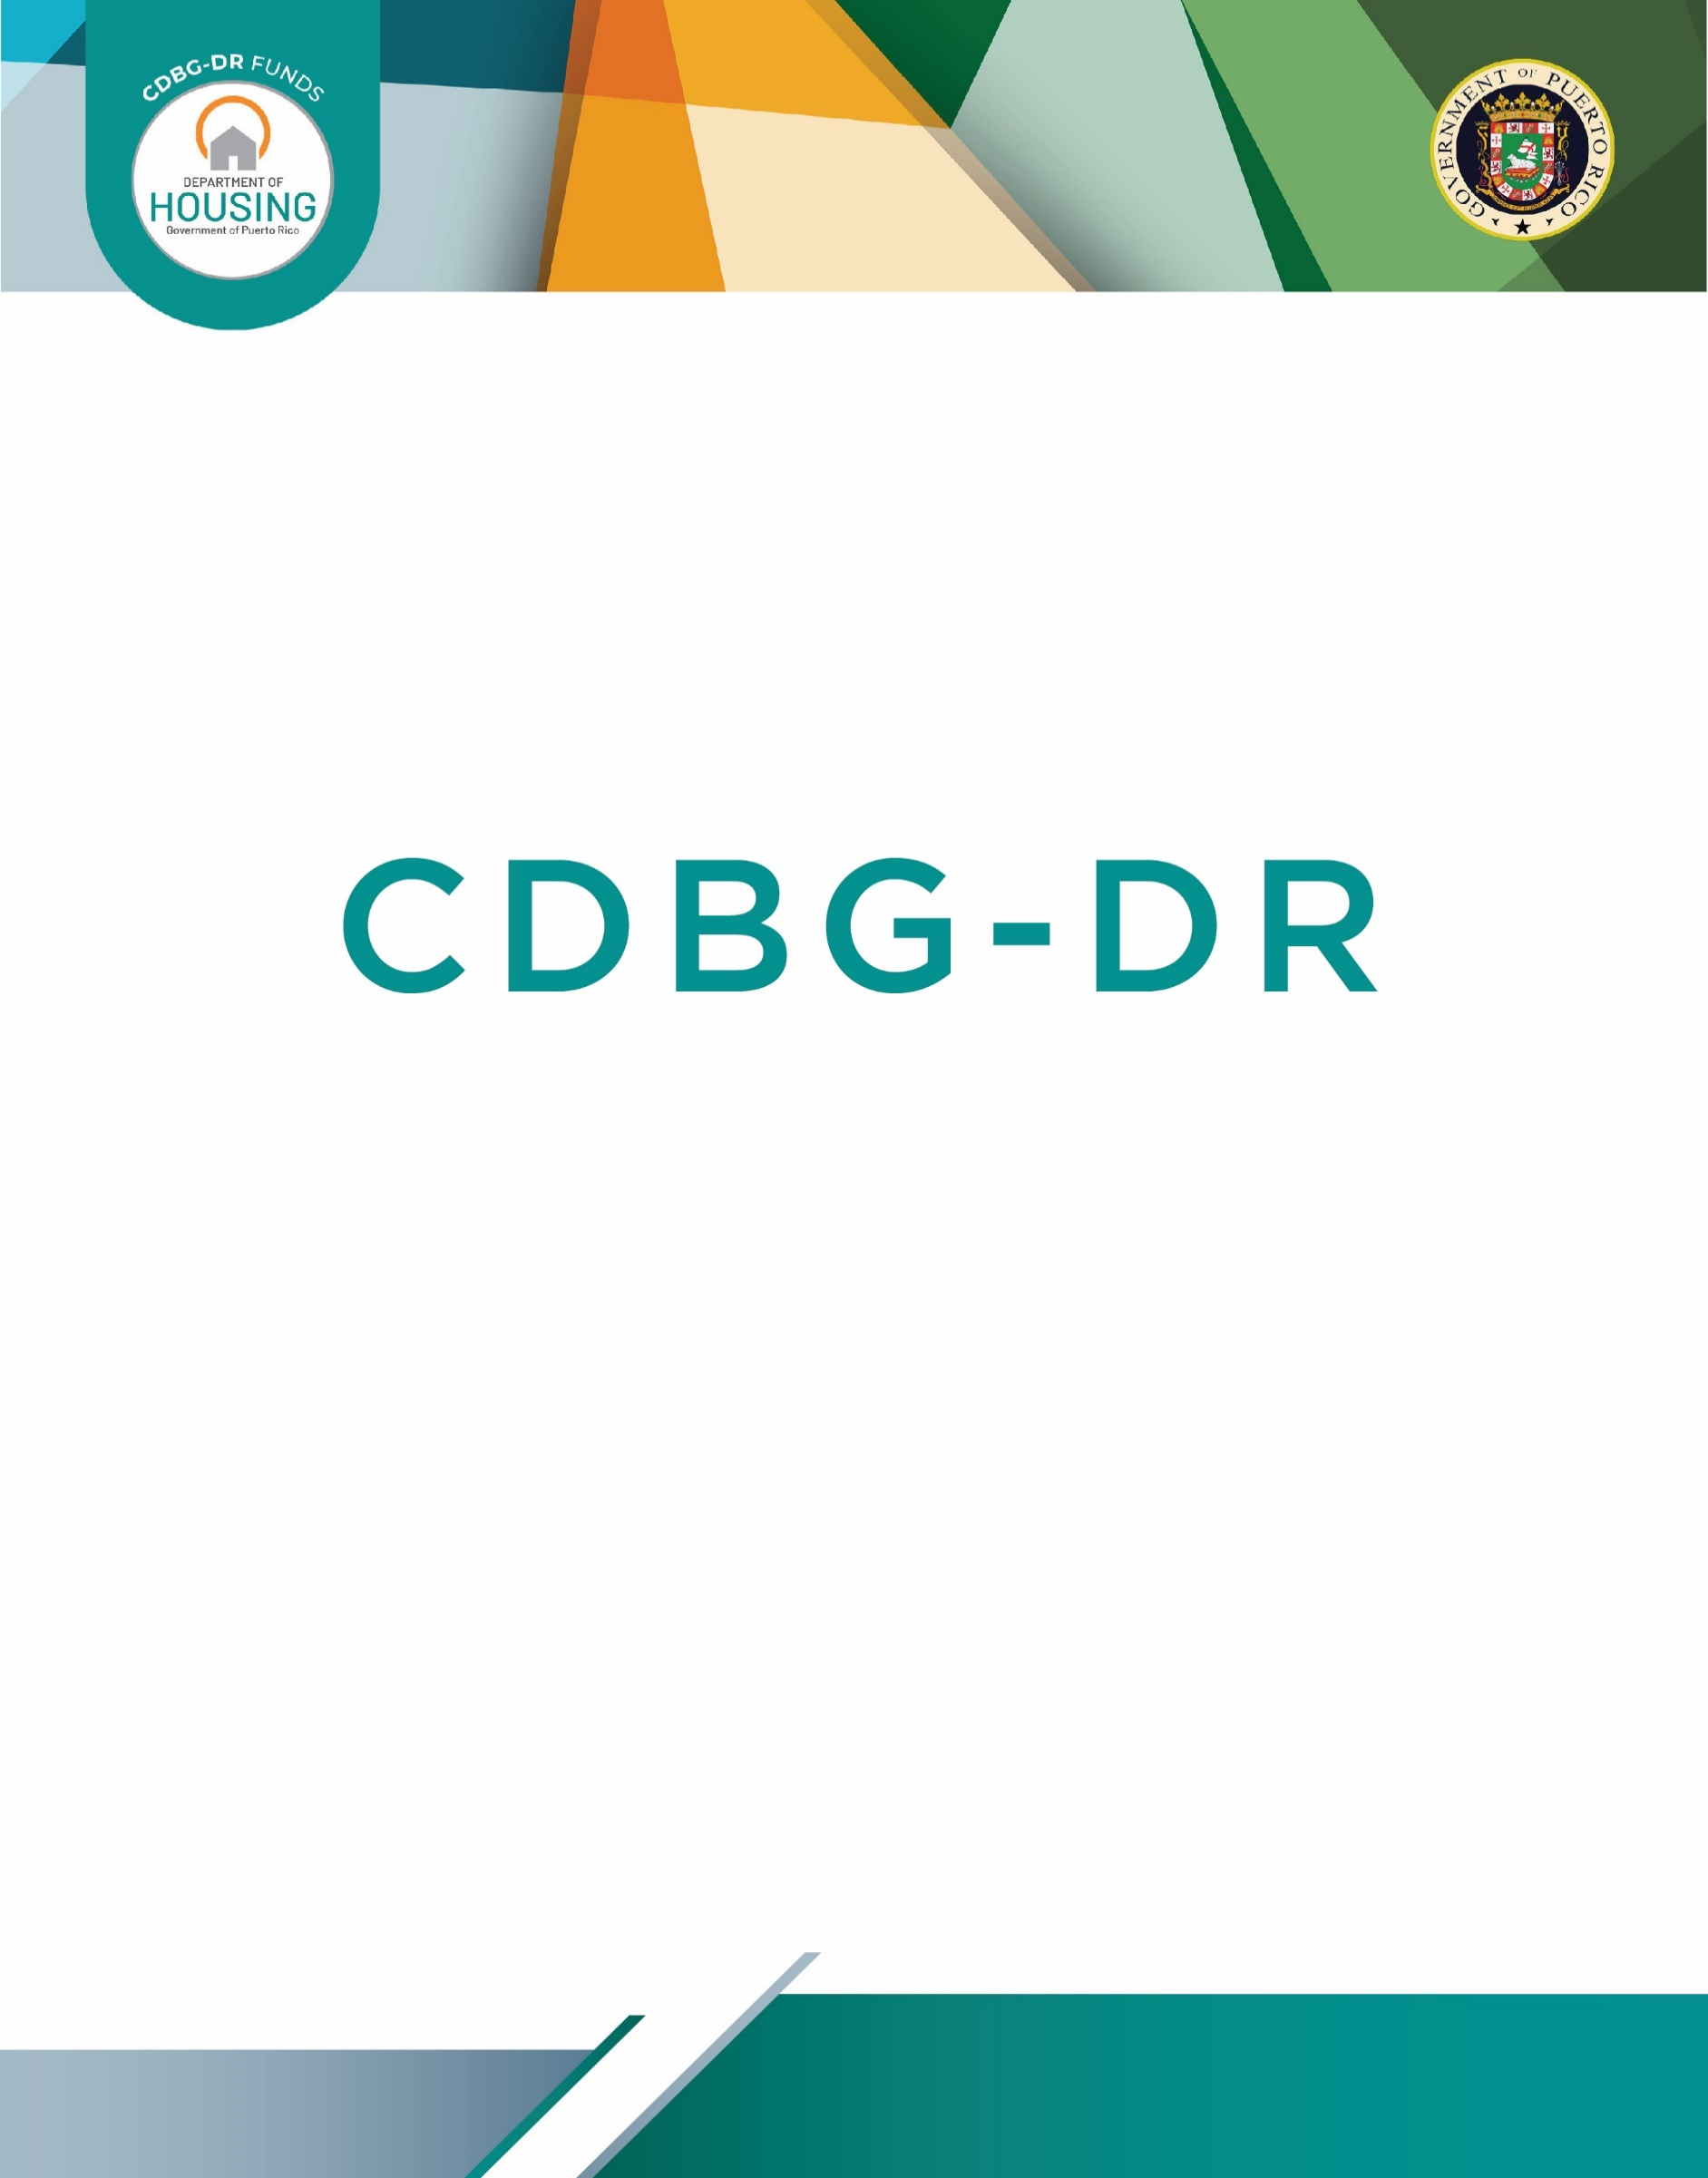 CDBG-DR FUNDS
DEPARTMENT OF
HOUSING
Government of Puerto Rico
GOVERNMENT OF PUERTO RICO
CDBG-DR